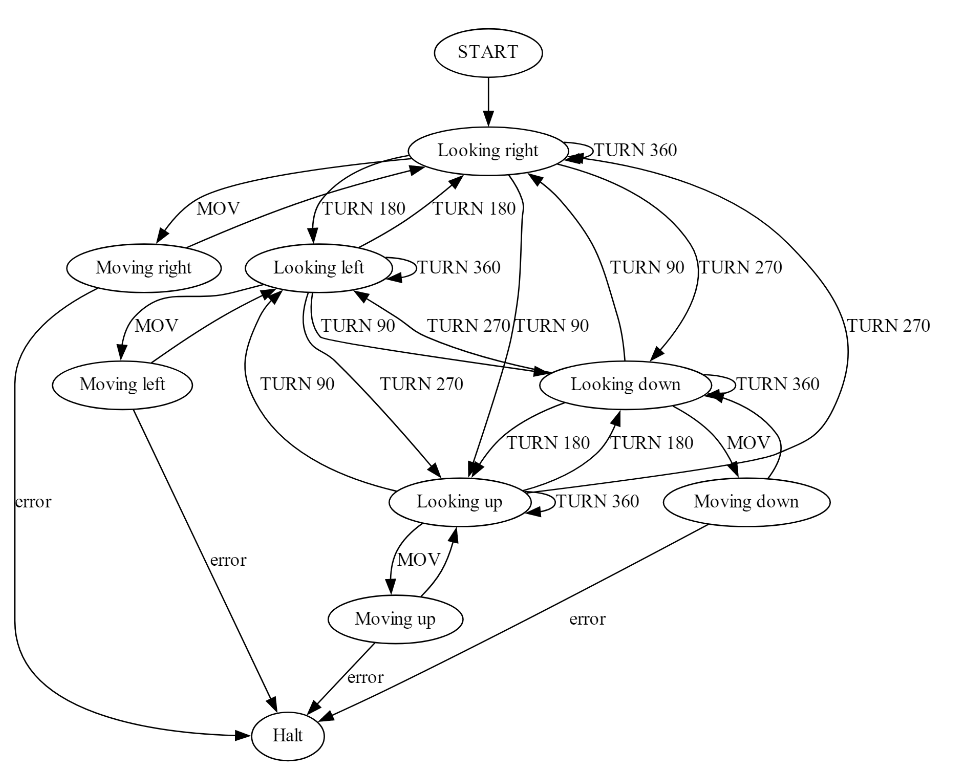 START
Looking right
TURN 360
MOV
TURN 180
TURN 180
Moving right
Looking left
TURN 360
TURN 90
TURN 270
MOV
TURN 90
TURN 270
TURN 90
TURN 270
Moving left
TURN 90
TURN 270
Looking down
TURN 360
TURN 180
TURN 180
MOV
error
Looking up
TURN 360
Moving down
error
MOV
Moving up
error
error
Halt